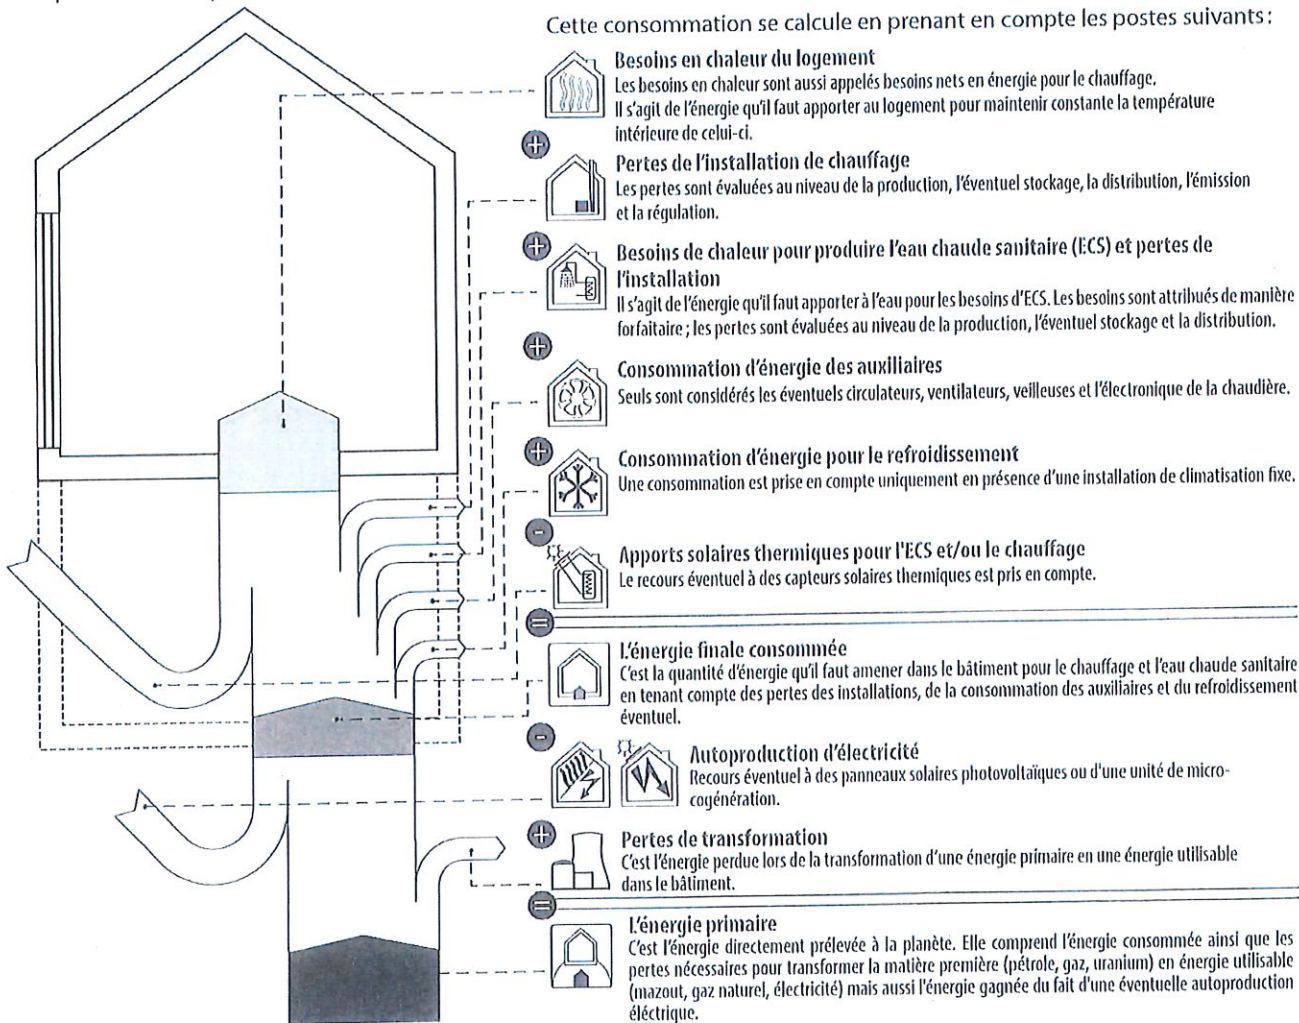 Cette consommation se calcule en prenant en compte les postes suivants :
Besoins en chaleur du logement
Les besoins en chaleur sont aussi appelés besoins nets en énergie pour le chauffage.
Il s'agit de l'énergie qu'il faut apporter au logement pour maintenir constante la température
intérieure de celui-ci.
+
Pertes de l'installation de chauffage
Les pertes sont évaluées au niveau de la production, l'éventuel stockage, la distribution, l'émission
et la régulation.
+
Besoins de chaleur pour produire l'eau chaude sanitaire (ECS) et pertes de
l'installation
Il s'agit de l'énergie qu'il faut apporter à l'eau pour les besoins d'ECS. Les besoins sont attribués de manière
forfaitaire ; les pertes sont évaluées au niveau de la production, l'éventuel stockage et la distribution.
+
Consommation d'énergie des auxiliaires
Seuls sont considérés les éventuels circulateurs, ventilateurs, veilleuses et l'électronique de la chaudière.
+
Consommation d'énergie pour le refroidissement
Une consommation est prise en compte uniquement en présence d'une installation de climatisation fixe.
-
Apports solaires thermiques pour l'ECS et/ou le chauffage
Le recours éventuel à des capteurs solaires thermiques est pris en compte.
=
L'énergie finale consommée
C'est la quantité d'énergie qu'il faut amener dans le bâtiment pour le chauffage et l'eau chaude sanitaire
en tenant compte des pertes des installations, de la consommation des auxiliaires et du refroidissement
éventuel.
-
Autoproduction d'électricité
Recours éventuel à des panneaux solaires photovoltaïques ou d'une unité de micro-
cogénération.
+
Pertes de transformation
C'est l'énergie perdue lors de la transformation d'une énergie primaire en une énergie utilisable
dans le bâtiment.
=
L'énergie primaire
C'est l'énergie directement prélevée à la planète. Elle comprend l'énergie consommée ainsi que les
pertes nécessaires pour transformer la matière première (pétrole, gaz, uranium) en énergie utilisable
(mazout, gaz naturel, électricité) mais aussi l'énergie gagnée du fait d'une éventuelle autoproduction
éléctrique.